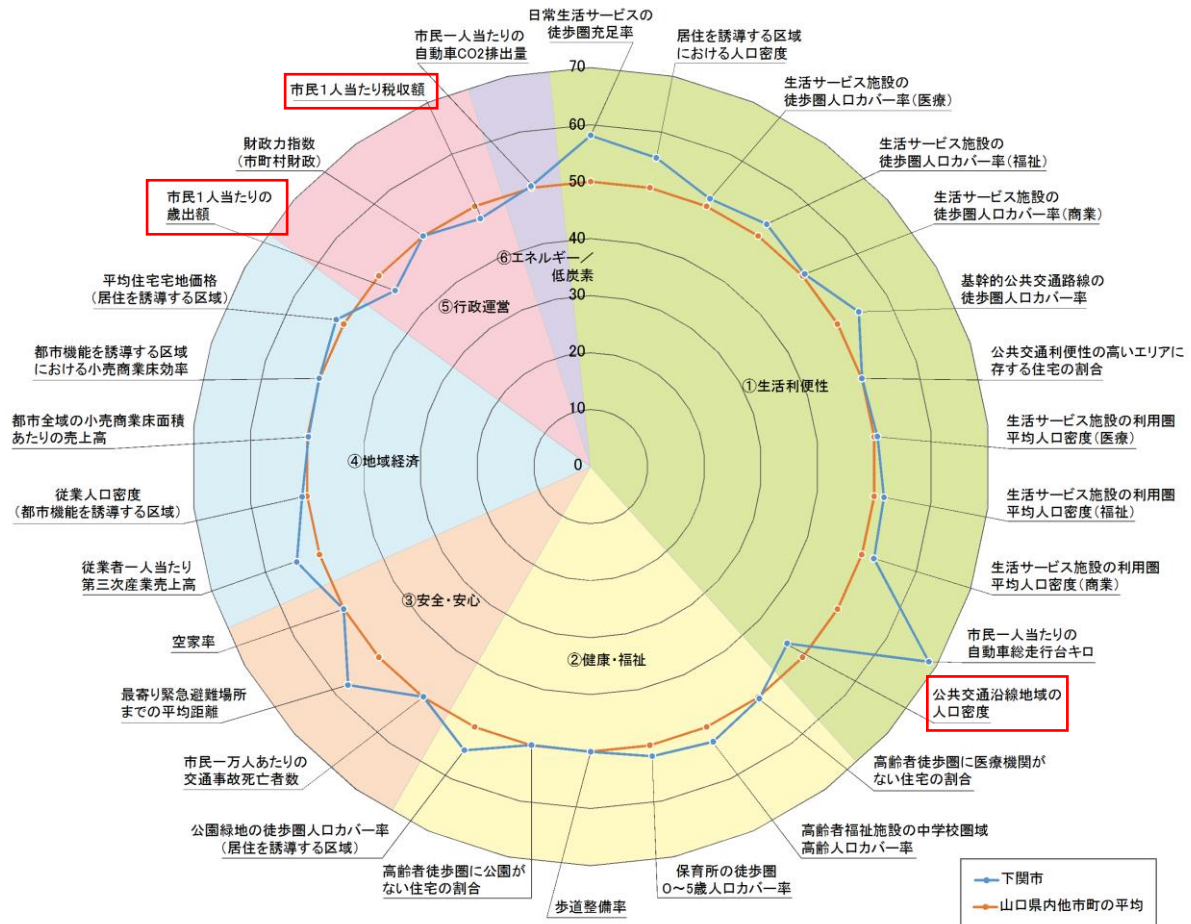 日常生活サービスの
徒歩圏充足率
市民一人当たりの
自動車CO2排出量
居住を誘導する区域
における人口密度
70
市民1人当たり税収額
生活サービス施設の
徒歩圏人口カバー率(医療)
60
財政力指数
(市町村財政)
生活サービス施設の
徒歩圏人口カバー率(福祉)
50
市民1人当たりの
歳出額
生活サービス施設の
徒歩圏人口カバー率(商業)
40
⑥エネルギー/
低炭素
平均住宅宅地価格
(居住を誘導する区域)
30
⑤行政運営
基幹的公共交通路線の
徒歩圏人口カバー率
都市機能を誘導する区域
における小売商業床効率
20
①生活利便性
公共交通利便性の高いエリアに
存する住宅の割合
10
都市全域の小売商業床面積
あたりの売上高
④地域経済
0
生活サービス施設の利用圏
平均人口密度(医療)
従業人口密度
(都市機能を誘導する区域)
生活サービス施設の利用圏
平均人口密度(福祉)
従業者一人当たり
第三次産業売上高
生活サービス施設の利用圏
平均人口密度(商業)
③安全・安心
空家率
市民一人当たりの
自動車総走行台キロ
②健康・福祉
最寄り緊急避難場所
までの平均距離
公共交通沿線地域の
人口密度
市民一万人あたりの
交通事故死亡者数
高齢者徒歩圏に医療機関が
ない住宅の割合
公園緑地の徒歩圏人口カバー率
(居住を誘導する区域)
高齢者福祉施設の中学校圏域
高齢人口カバー率
高齢者徒歩圏に公園が
ない住宅の割合
保育所の徒歩圏
0～5歳人口カバー率
歩道整備率
下関市
山口県内他市町の平均